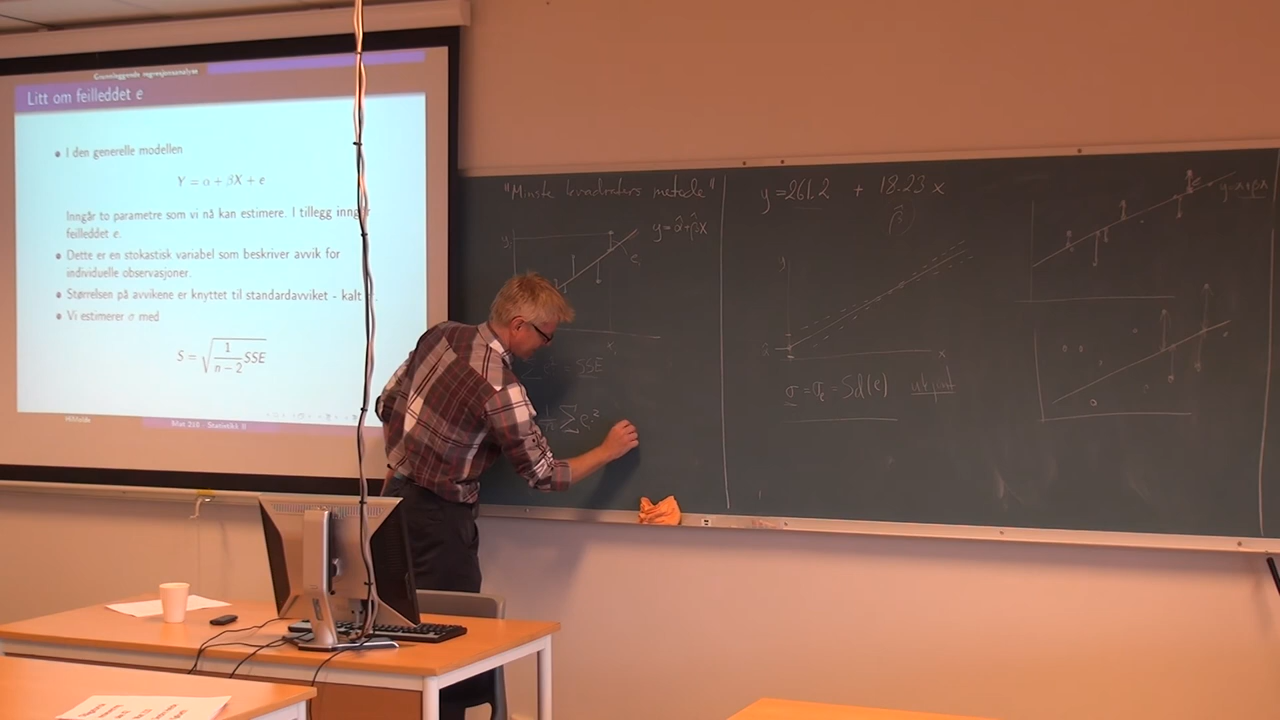 Grunnleggende regresjonsanalyse
Litt om feilleddet e
I den generelle modellen
Y = α + βX + e
Inngår to parametre som vi nå kan estimere. I tillegg inngår
feilleddet e.
Dette er en stokastisk variabel som beskriver avvik for
individuelle observasjoner.
Størrelsen på avvikene er knyttet til standardavviket - kalt
Vi estimerer σ med
S = √(1/(n − 2) SSE)
Statistikk II
"Minste kvadraters metode"
y = α̂ + β̂x
y
e
x
= SSE
∑ e²
y = 261.2 + 18.23 x
β̂
y
α̂
x
σ = σe = Sd(e) ukjent
e
y = α + βx